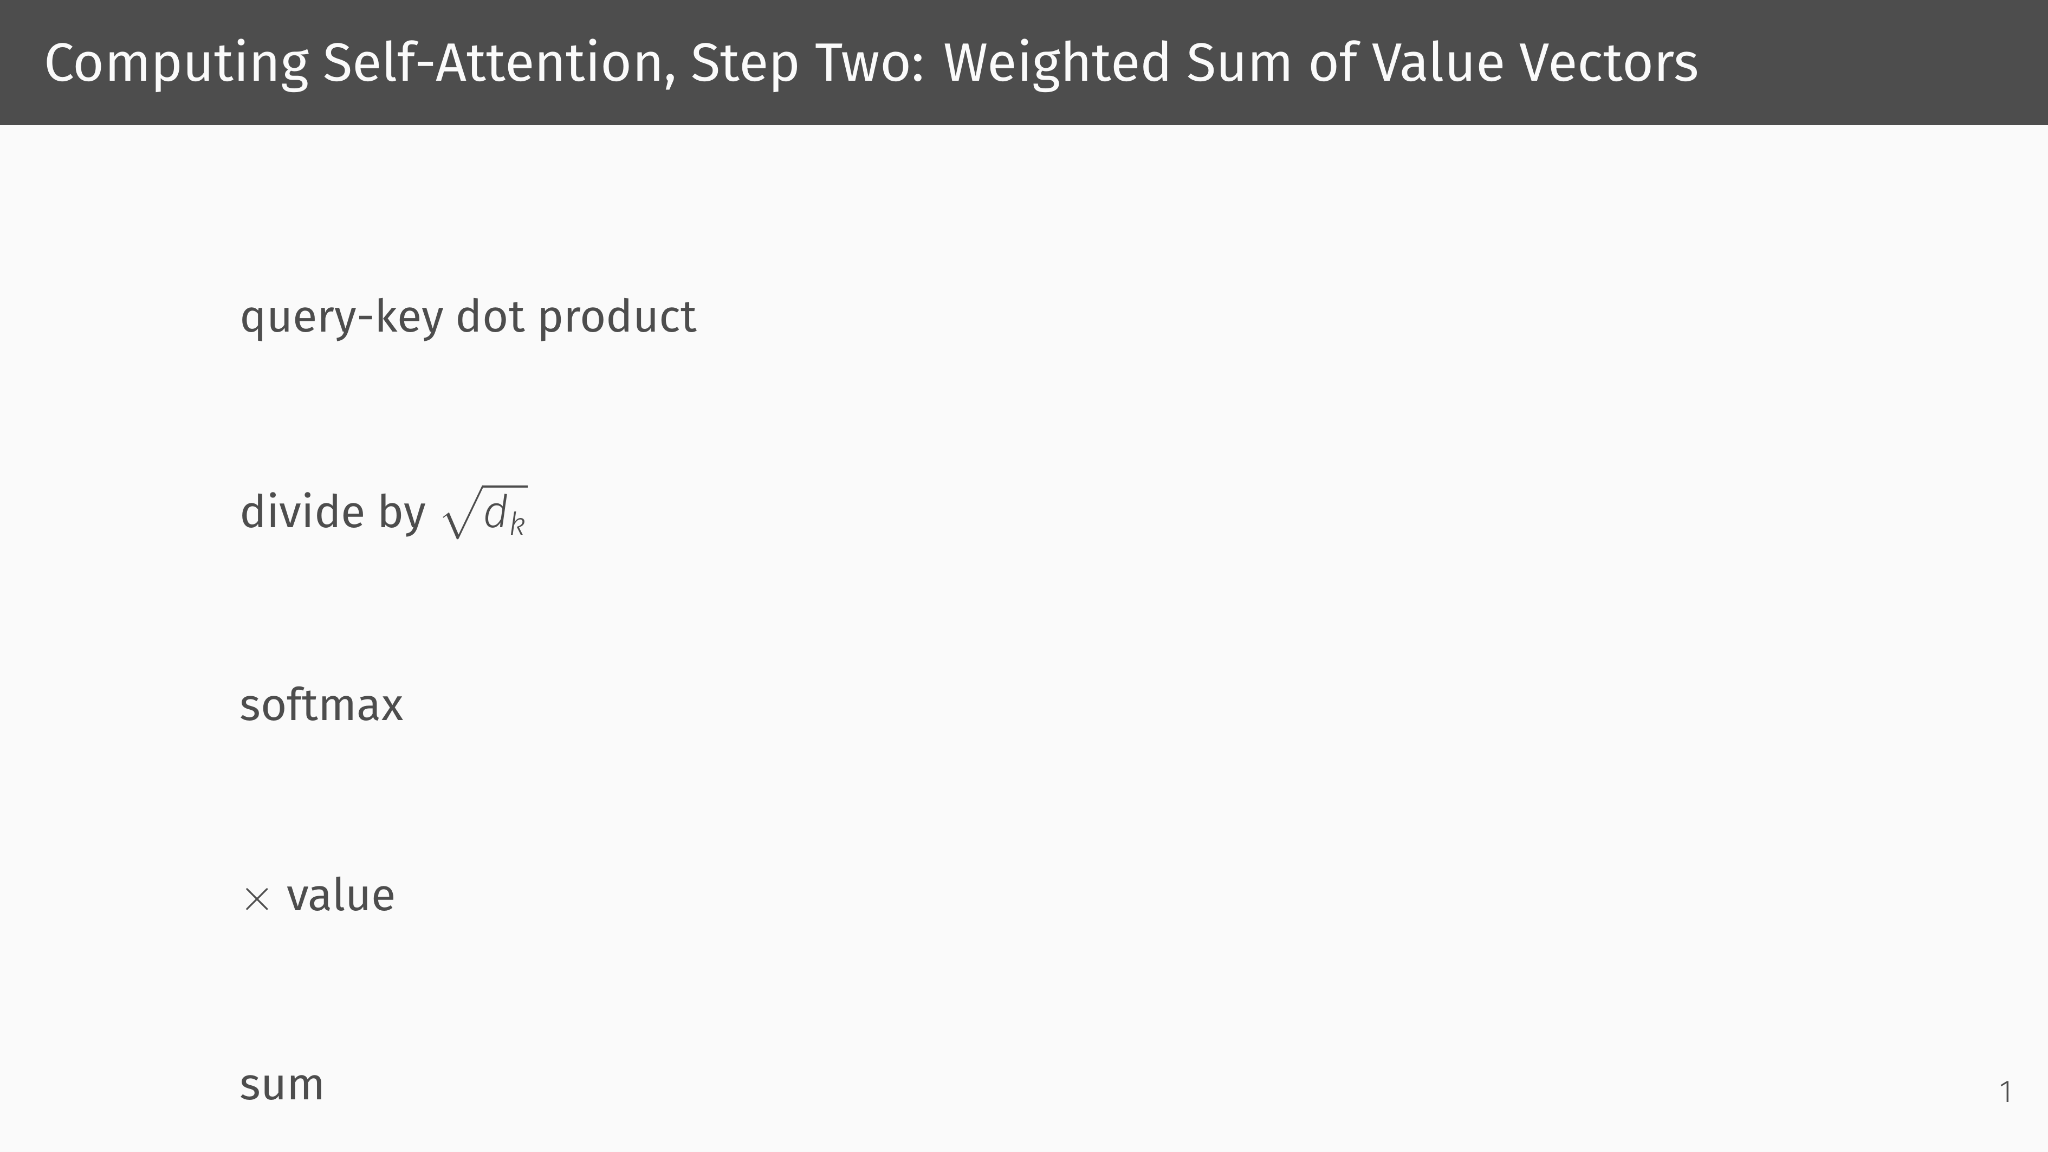 Computing Self-Attention, Step Two: Weighted Sum of Value Vectors
query-key dot product
divide by √dₖ
softmax
× value
sum
1